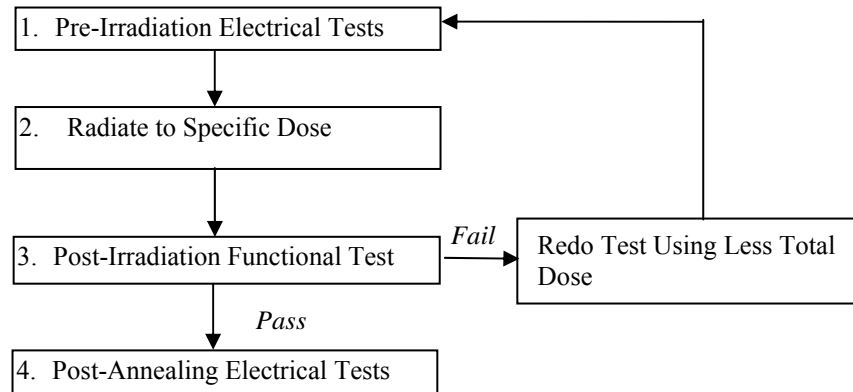 1. Pre-Irradiation Electrical Tests
2. Radiate to Specific Dose
3. Post-Irradiation Functional Test
Fail
Redo Test Using Less Total
Dose
Pass
4. Post-Annealing Electrical Tests